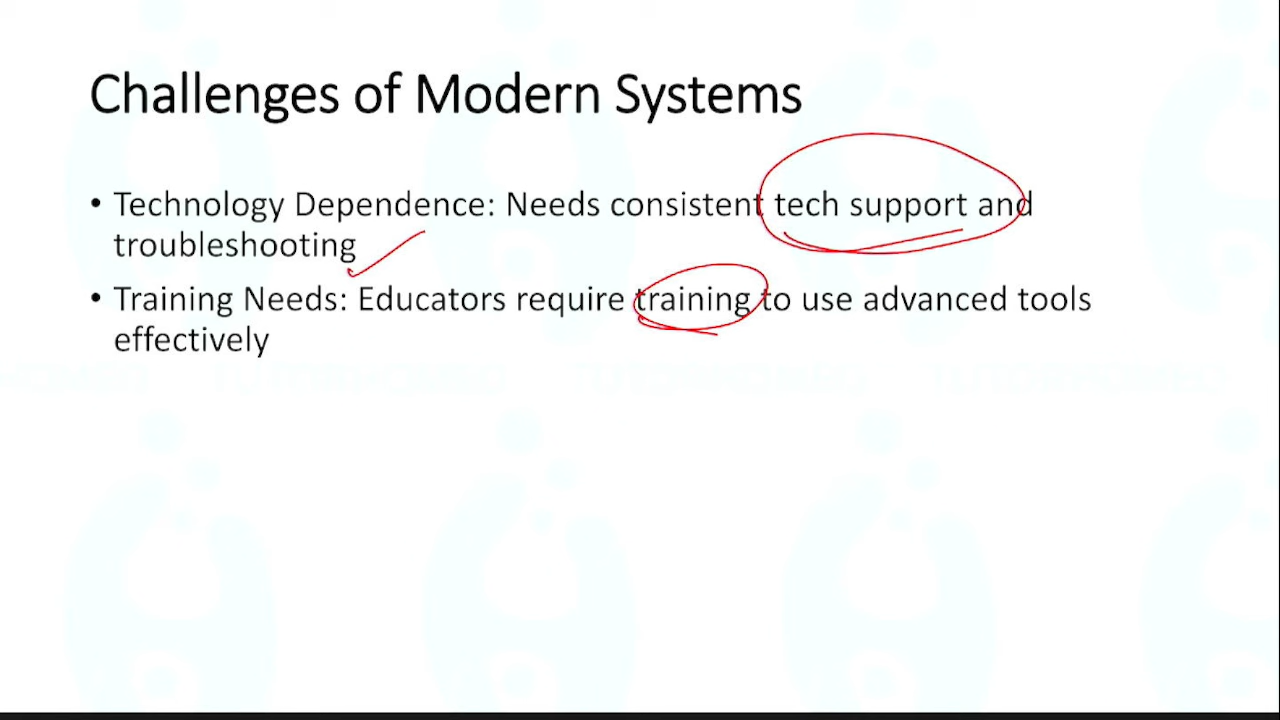 Challenges of Modern Systems
• Technology Dependence: Needs consistent tech support and
troubleshooting
• Training Needs: Educators require training to use advanced tools
effectively